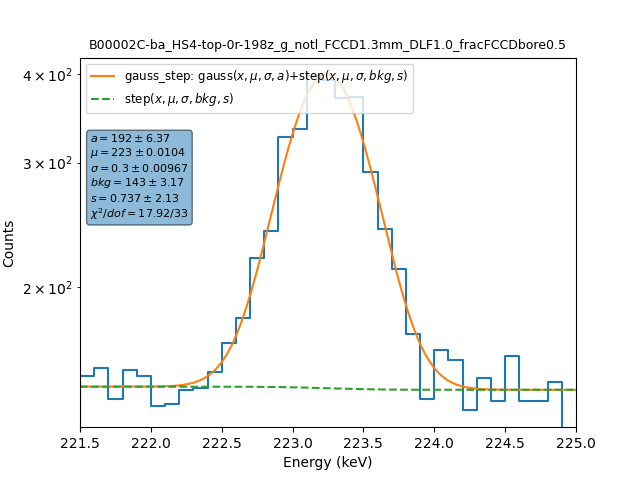 B00002C-ba_HS4-top-0r-198z_g_notl_FCCD1.3mm_DLF1.0_fracFCCDbore0.5
gauss_step: gauss(x, μ, σ, a)+step(x, μ, σ, bkg, s)
step(x, μ, σ, bkg, s)
a = 192 ± 6.37
μ = 223 ± 0.0104
σ = 0.3 ± 0.00967
bkg = 143 ± 3.17
s = 0.737 ± 2.13
χ²/dof = 17.92/33
4 × 10²
3 × 10²
2 × 10²
Counts
221.5 222.0 222.5 223.0 223.5 224.0 224.5 225.0
Energy (keV)